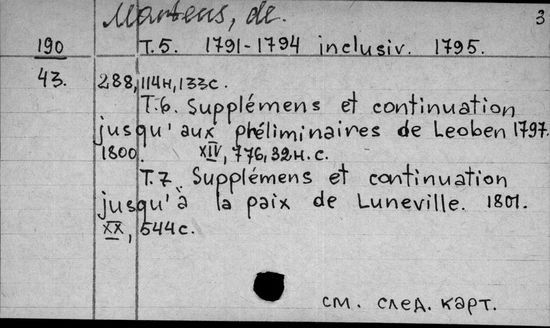 Martens, de.
3
190 T.5. 1791-1794 inclusiv. 1795.
43. 288, 114н, 133с.
T.6. Supplémens et continuation
jusqu'aux préliminaires de Leoben 1797.
1800. XIV, 776, 32н. с.
T.7. Supplémens et continuation
jusqu'à la paix de Luneville. 1801.
XX, 544с.
см. след. карт.